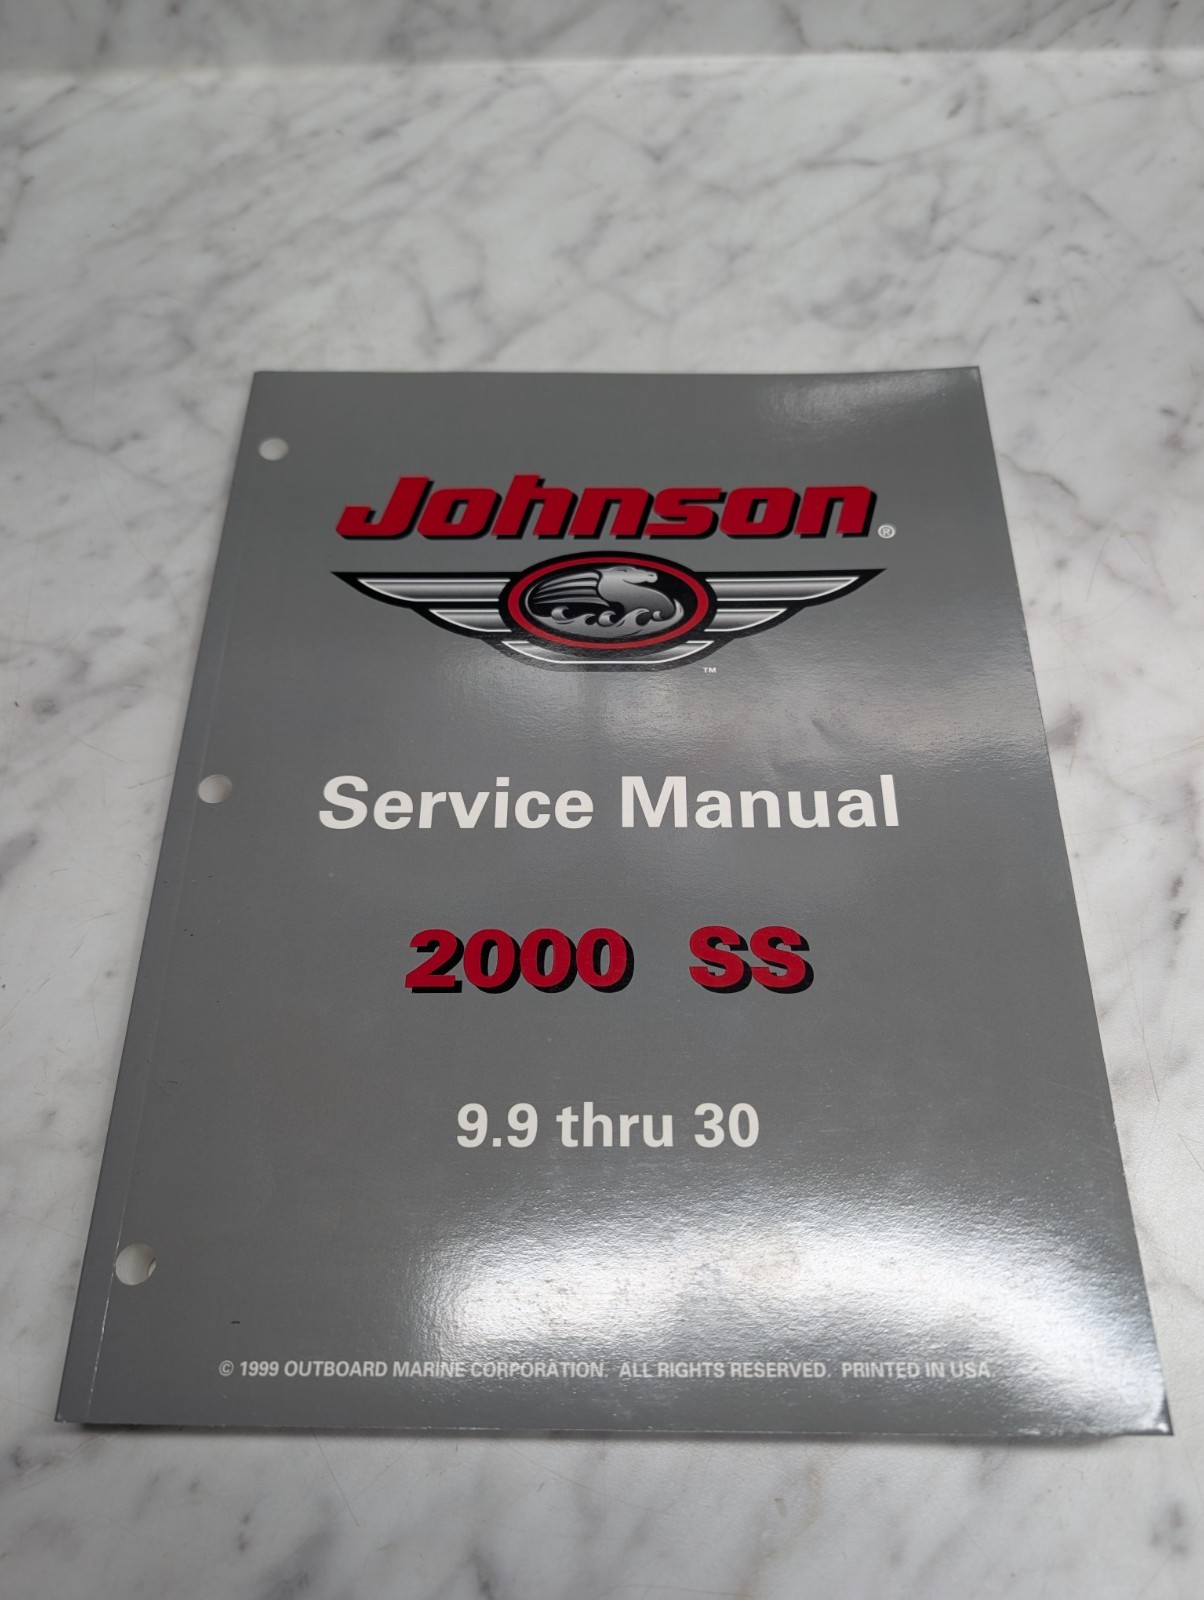 Johnson®
™
Service Manual
2000 SS
9.9 thru 30
© 1999 OUTBOARD MARINE CORPORATION. ALL RIGHTS RESERVED. PRINTED IN USA.